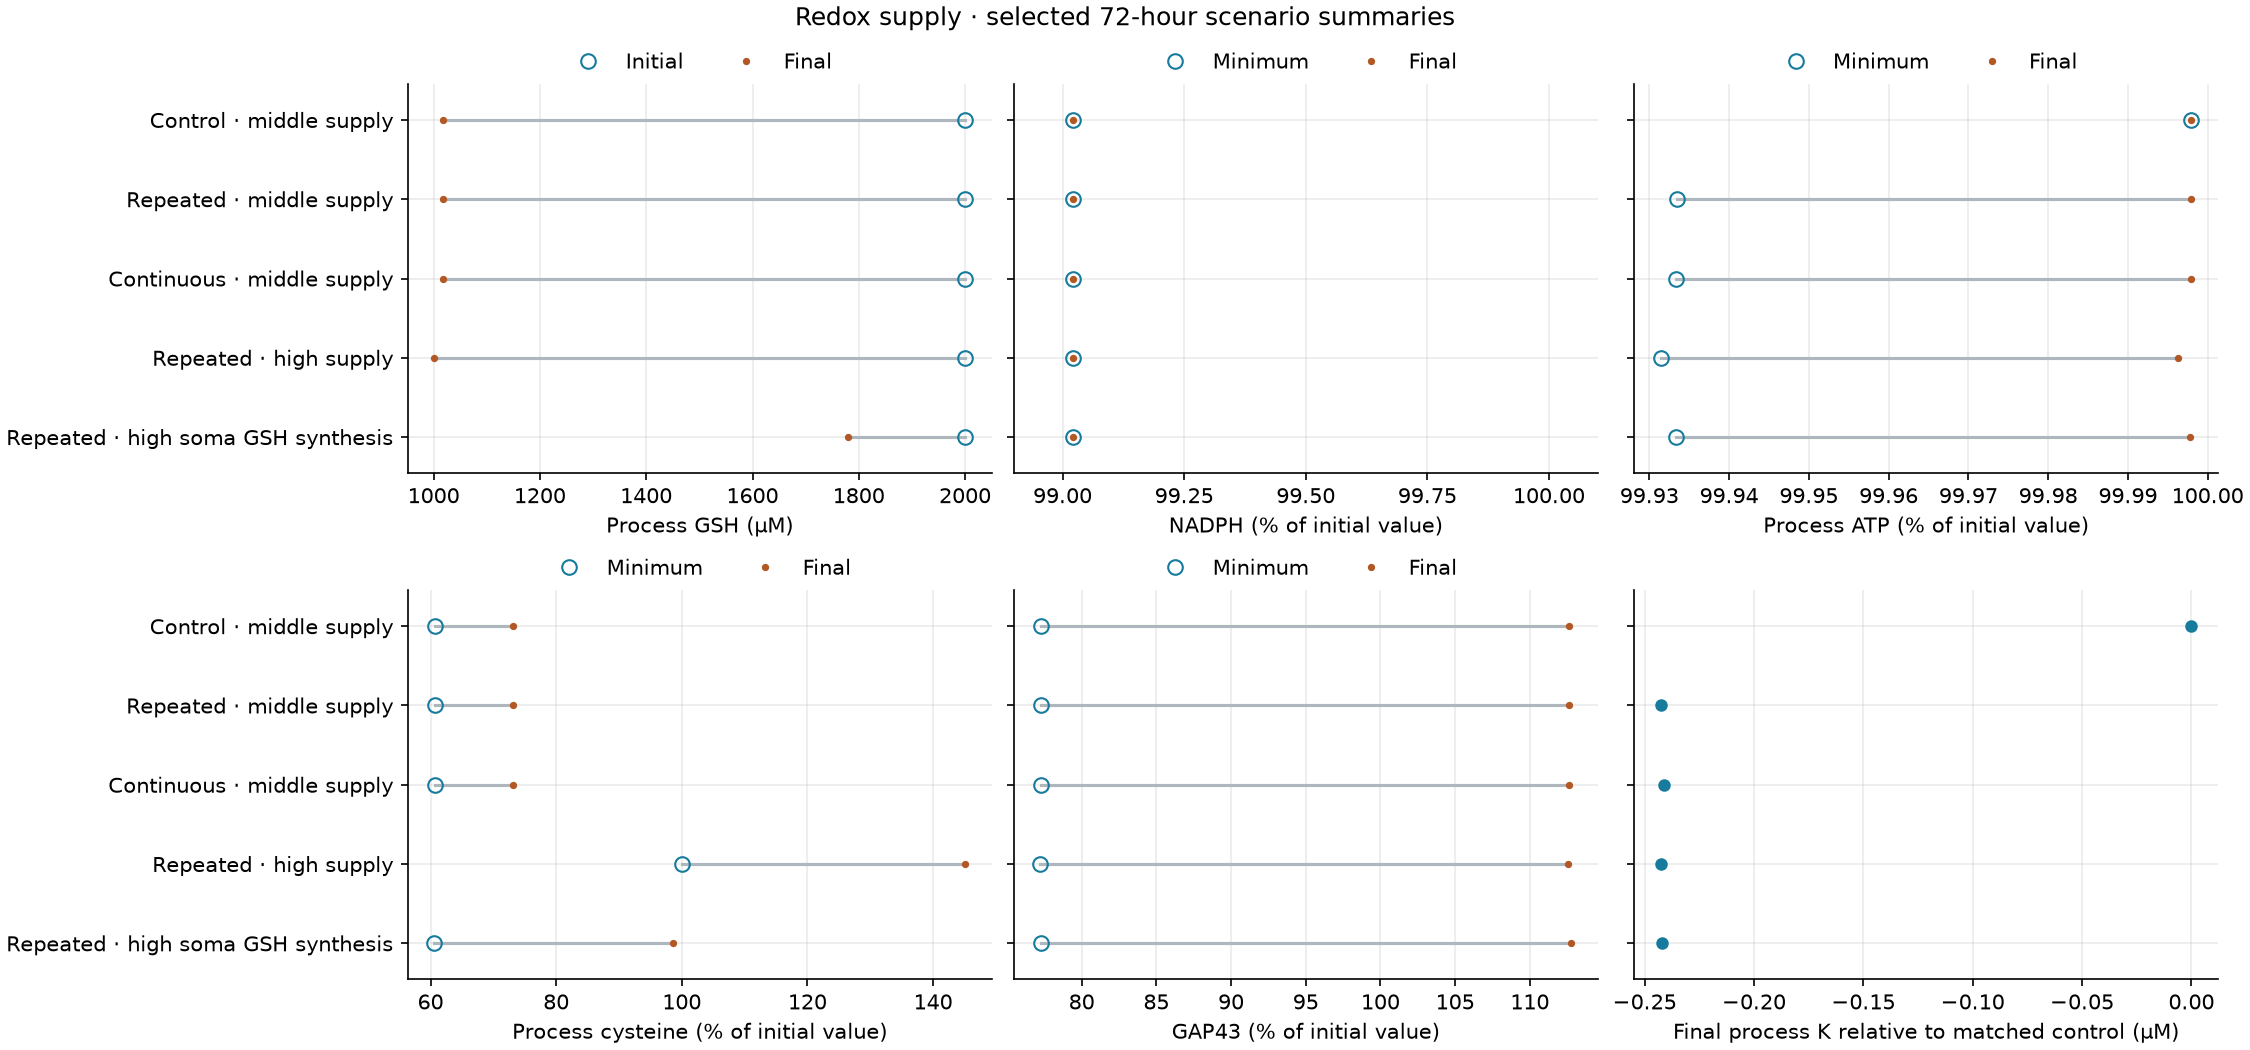 Redox supply · selected 72-hour scenario summaries
Initial Final
Minimum Final
Minimum Final
Control · middle supply
Repeated · middle supply
Continuous · middle supply
Repeated · high supply
Repeated · high soma GSH synthesis
1000 1200 1400 1600 1800 2000
Process GSH (µM)
99.00 99.25 99.50 99.75 100.00
NADPH (% of initial value)
99.93 99.94 99.95 99.96 99.97 99.98 99.99 100.00
Process ATP (% of initial value)
Minimum Final
Minimum Final
Control · middle supply
Repeated · middle supply
Continuous · middle supply
Repeated · high supply
Repeated · high soma GSH synthesis
60 80 100 120 140
Process cysteine (% of initial value)
80 85 90 95 100 105 110
GAP43 (% of initial value)
−0.25 −0.20 −0.15 −0.10 −0.05 0.00
Final process K relative to matched control (µM)